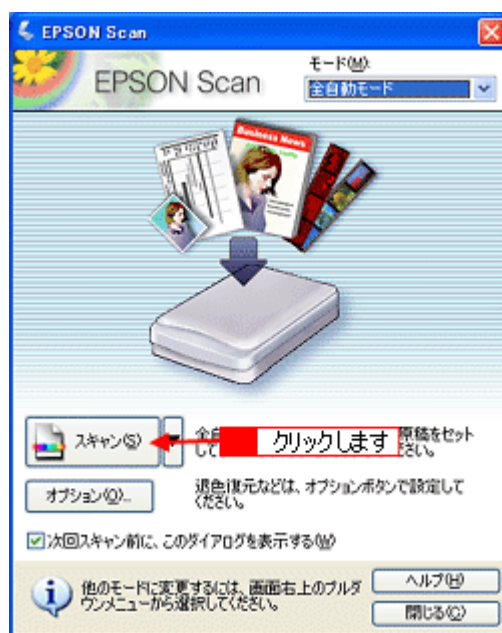 EPSON Scan
EPSON Scan
モード(M):
全自動モード
Business News
スキャン(S)
クリックします
原稿をセット
して
さい。
オプション(O)...
退色復元などは、オプションボタンで設定して
ください。
次回スキャン前に、このダイアログを表示する(W)
他のモードに変更するには、画面右上のプルダ
ウンメニューから選択してください。
ヘルプ(H)
閉じる(C)